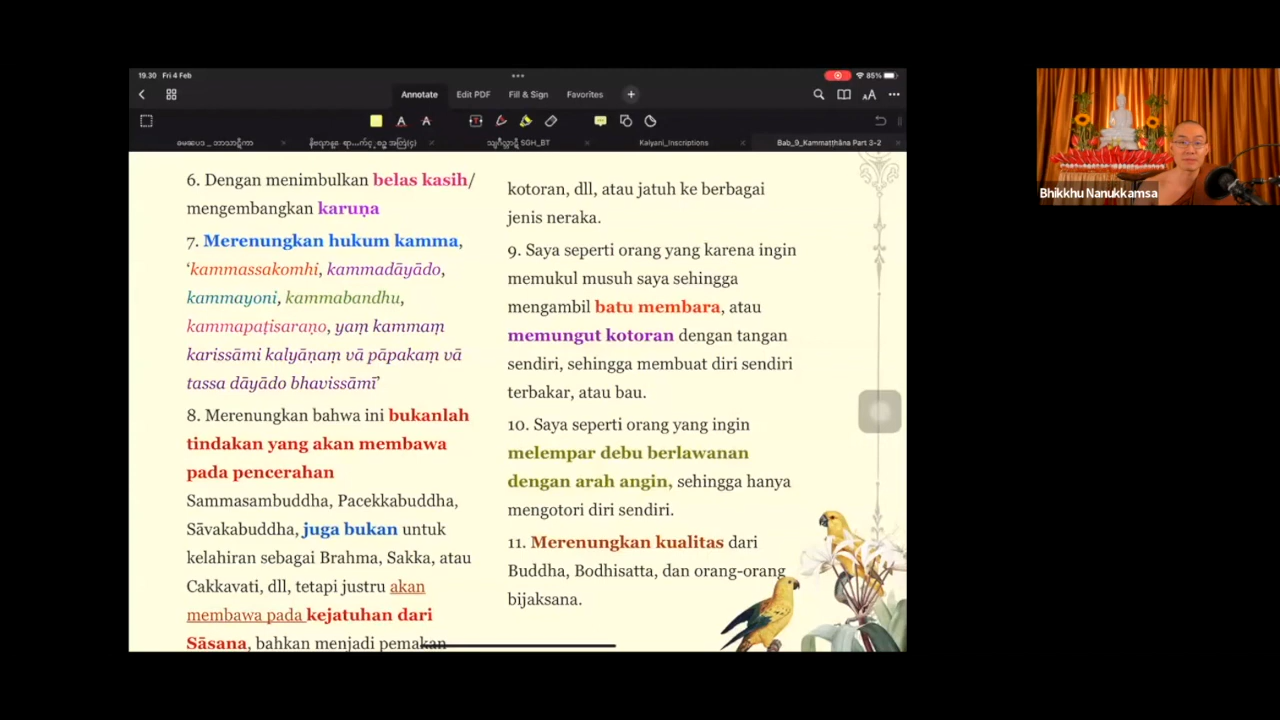 19.30 Fri 4 Feb
85%
Annotate Edit PDF Fill & Sign Favorites
Kalyani_Inscriptions
Bab_9_Kammaṭṭhāna Part 3-2
6. Dengan menimbulkan belas kasih/
mengembangkan karuṇa
7. Merenungkan hukum kamma,
‘kammassakomhi, kammadāyādo,
kammayoni, kammabandhu,
kammapaṭisaraṇo, yaṃ kammaṃ
karissāmi kalyāṇaṃ vā pāpakaṃ vā
tassa dāyādo bhavissāmī’
8. Merenungkan bahwa ini bukanlah
tindakan yang akan membawa
pada pencerahan
Sammasambuddha, Pacekkabuddha,
Sāvakabuddha, juga bukan untuk
kelahiran sebagai Brahma, Sakka, atau
Cakkavati, dll, tetapi justru akan
membawa pada kejatuhan dari
Sāsana, bahkan menjadi pemakan
kotoran, dll, atau jatuh ke berbagai
jenis neraka.
9. Saya seperti orang yang karena ingin
memukul musuh saya sehingga
mengambil batu membara, atau
memungut kotoran dengan tangan
sendiri, sehingga membuat diri sendiri
terbakar, atau bau.
10. Saya seperti orang yang ingin
melempar debu berlawanan
dengan arah angin, sehingga hanya
mengotori diri sendiri.
11. Merenungkan kualitas dari
Buddha, Bodhisatta, dan orang-orang
bijaksana.
Bhikkhu Nanukkamsa